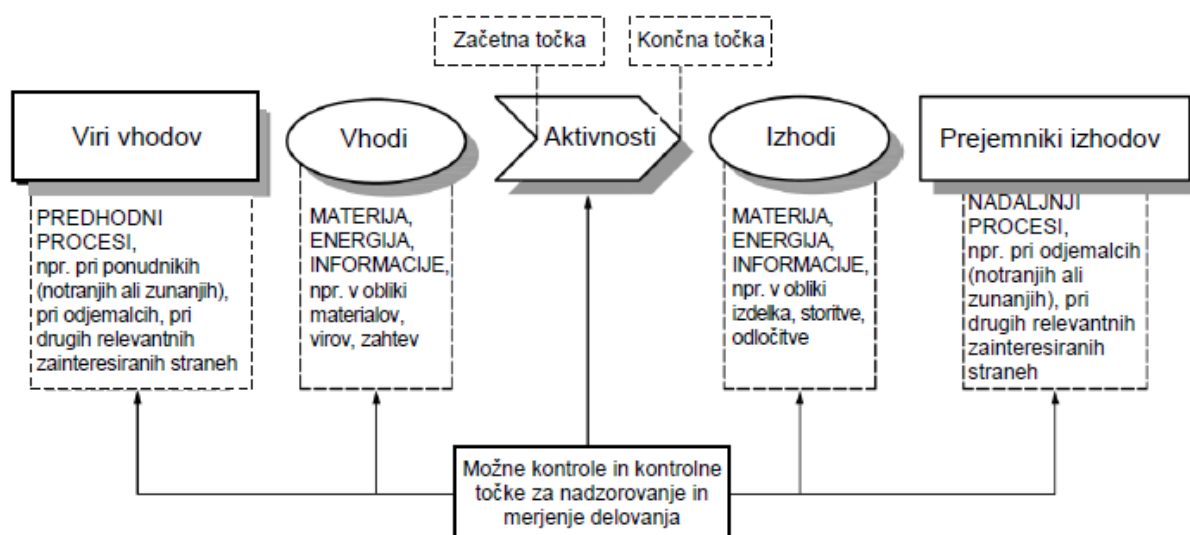 Začetna točka
Končna točka
Viri vhodov
Vhodi
Aktivnosti
Izhodi
Prejemniki izhodov
PREDHODNI
PROCESI,
npr. pri ponudnikih
(notranjih ali zunanjih),
pri odjemalcih, pri
drugih relevantnih
zainteresiranih straneh
MATERIJA,
ENERGIJA,
INFORMACIJE,
npr. v obliki
materialov,
virov, zahtev
MATERIJA,
ENERGIJA,
INFORMACIJE,
npr. v obliki
izdelka, storitve,
odločitve
NADALJNJI
PROCESI,
npr. pri odjemalcih
(notranjih ali
zunanjih), pri
drugih relevantnih
zainteresiranih
straneh
Možne kontrole in kontrolne
točke za nadzorovanje in
merjenje delovanja